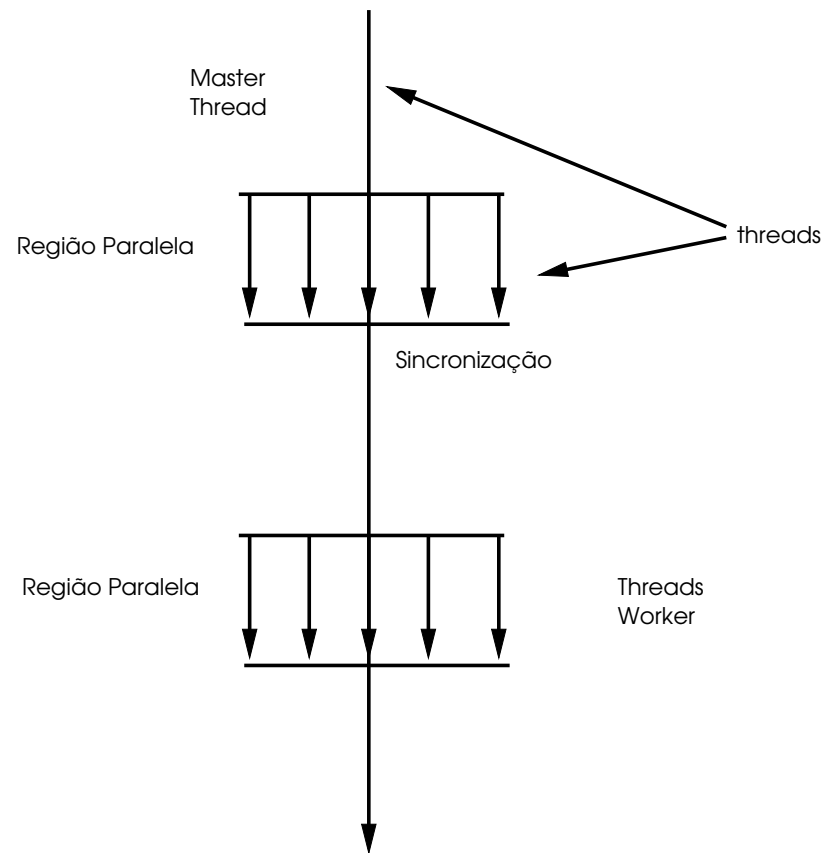 Master
Thread
Região Paralela
threads
Sincronização
Região Paralela
Threads
Worker